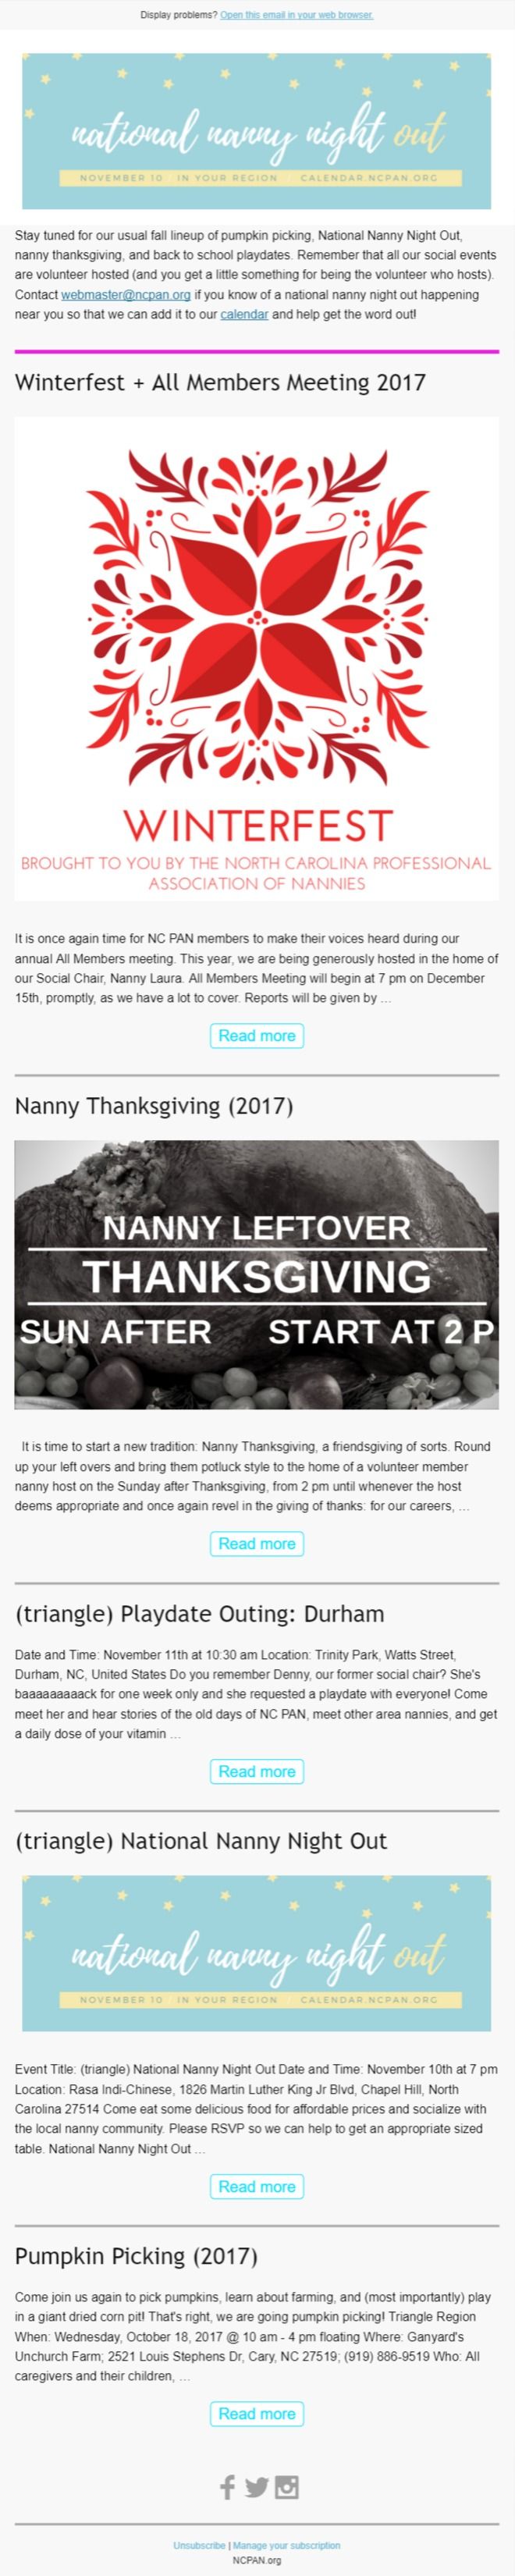 Display problems? Open this email in your web browser.
national nanny night out
NOVEMBER 10 IN YOUR REGION CALENDAR.NCPAN.ORG
Stay tuned for our usual fall lineup of pumpkin picking, National Nanny Night Out,
nanny thanksgiving, and back to school playdates. Remember that all our social events
are volunteer hosted (and you get a little something for being the volunteer who hosts).
Contact webmaster@ncpan.org if you know of a national nanny night out happening
near you so that we can add it to our calendar and help get the word out!
Winterfest + All Members Meeting 2017
WINTERFEST
BROUGHT TO YOU BY THE NORTH CAROLINA PROFESSIONAL
ASSOCIATION OF NANNIES
It is once again time for NC PAN members to make their voices heard during our
annual All Members meeting. This year, we are being generously hosted in the home of
our Social Chair, Nanny Laura. All Members Meeting will begin at 7 pm on December
15th, promptly, as we have a lot to cover. Reports will be given by ...
Read more
Nanny Thanksgiving (2017)
NANNY LEFTOVER
THANKSGIVING
SUN AFTER START AT 2 P
It is time to start a new tradition: Nanny Thanksgiving, a friendsgiving of sorts. Round
up your left overs and bring them potluck style to the home of a volunteer member
nanny host on the Sunday after Thanksgiving, from 2 pm until whenever the host
deems appropriate and once again revel in the giving of thanks: for our careers, ...
Read more
(triangle) Playdate Outing: Durham
Date and Time: November 11th at 10:30 am Location: Trinity Park, Watts Street,
Durham, NC, United States Do you remember Denny, our former social chair? She's
baaaaaaaaack for one week only and she requested a playdate with everyone! Come
meet her and hear stories of the old days of NC PAN, meet other area nannies, and get
a daily dose of your vitamin ...
Read more
(triangle) National Nanny Night Out
national nanny night out
NOVEMBER 10 IN YOUR REGION CALENDAR.NCPAN.ORG
Event Title: (triangle) National Nanny Night Out Date and Time: November 10th at 7 pm
Location: Rasa Indi-Chinese, 1826 Martin Luther King Jr Blvd, Chapel Hill, North
Carolina 27514 Come eat some delicious food for affordable prices and socialize with
the local nanny community. Please RSVP so we can help to get an appropriate sized
table. National Nanny Night Out ...
Read more
Pumpkin Picking (2017)
Come join us again to pick pumpkins, learn about farming, and (most importantly) play
in a giant dried corn pit! That's right, we are going pumpkin picking! Triangle Region
When: Wednesday, October 18, 2017 @ 10 am - 4 pm floating Where: Ganyard's
Unchurch Farm; 2521 Louis Stephens Dr, Cary, NC 27519; (919) 886-9519 Who: All
caregivers and their children, ...
Read more
Unsubscribe | Manage your subscription
NCPAN.org